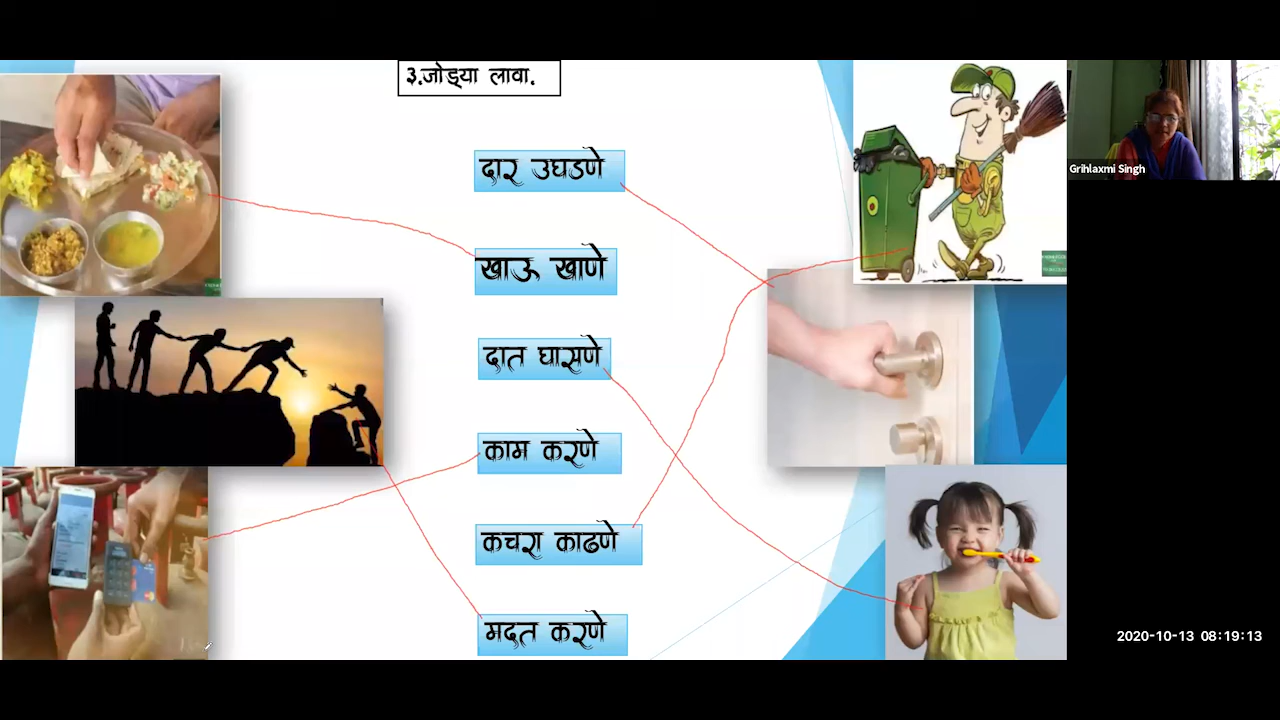 ३.जोड्या लावा.
दार उघडणे
खाऊ खाणे
दात घासणे
काम करणे
कचरा काढणे
मदत करणे
Grihlaxmi Singh
2020-10-13 08:19:13